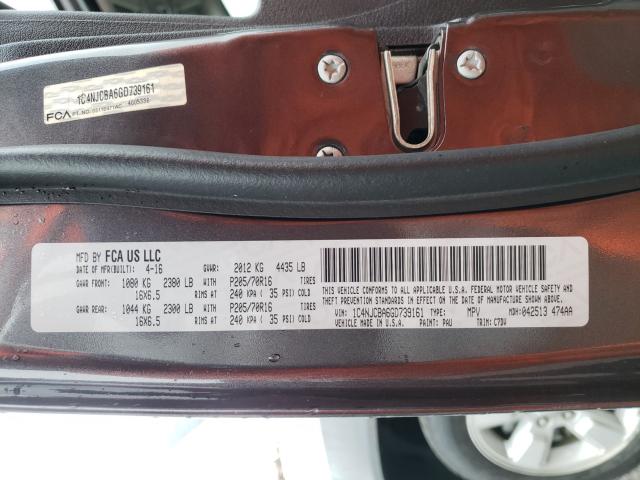 1C4NJCBA6GD739161
FCA PT. NO.
MFD BY FCA US LLC
DATE OF MFR(BUILT): 4-16 GVWR: 2012 KG 4435 LB
GAWR FRONT: 1080 KG 2380 LB P205/70R16 TIRES
16X6.5 RIMS AT 240 KPA ( 35 PSI) COLD
GAWR REAR: 1044 KG 2300 LB P205/70R16 TIRES
16X6.5 RIMS AT 240 KPA ( 35 PSI) COLD
THIS VEHICLE CONFORMS TO ALL APPLICABLE U.S.A. FEDERAL MOTOR VEHICLE SAFETY AND
THEFT PREVENTION STANDARDS IN EFFECT ON THE DATE OF MANUFACTURE SHOWN ABOVE.
VIN: 1C4NJCBA6GD739161 TYPE: MPV MDH:042513 474AA
VEHICLE MADE IN U.S.A. PAINT: PAU TRIM: C7DV